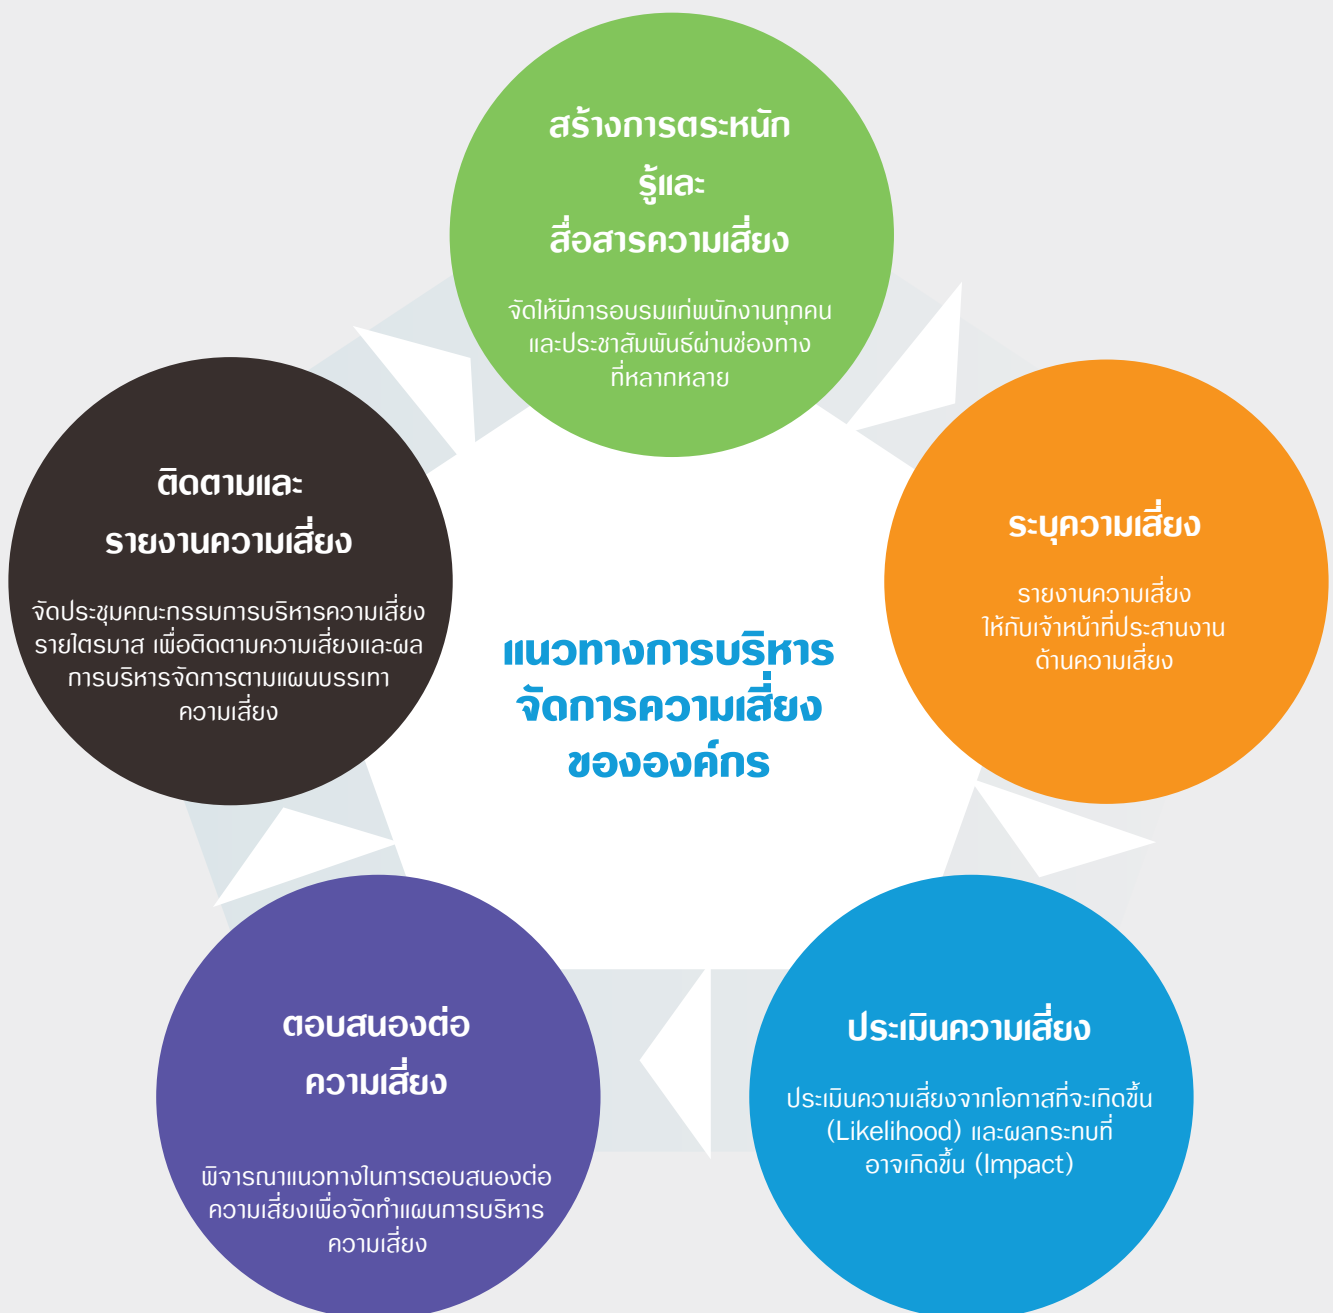 สร้างการตระหนัก
รู้และ
สื่อสารความเสี่ยง
จัดให้มีการอบรมแก่พนักงานทุกคน
และประชาสัมพันธ์ผ่านช่องทาง
ที่หลากหลาย
ระบุความเสี่ยง
รายงานความเสี่ยง
ให้กับเจ้าหน้าที่ประสานงาน
ด้านความเสี่ยง
ประเมินความเสี่ยง
ประเมินความเสี่ยงจากโอกาสที่จะเกิดขึ้น
(Likelihood) และผลกระทบที่
อาจเกิดขึ้น (Impact)
ตอบสนองต่อ
ความเสี่ยง
พิจารณาแนวทางในการตอบสนองต่อ
ความเสี่ยงเพื่อจัดทำแผนการบริหาร
ความเสี่ยง
ติดตามและ
รายงานความเสี่ยง
จัดประชุมคณะกรรมการบริหารความเสี่ยง
รายไตรมาส เพื่อติดตามความเสี่ยงและผล
การบริหารจัดการตามแผนบรรเทา
ความเสี่ยง
แนวทางการบริหาร
จัดการความเสี่ยง
ขององค์กร